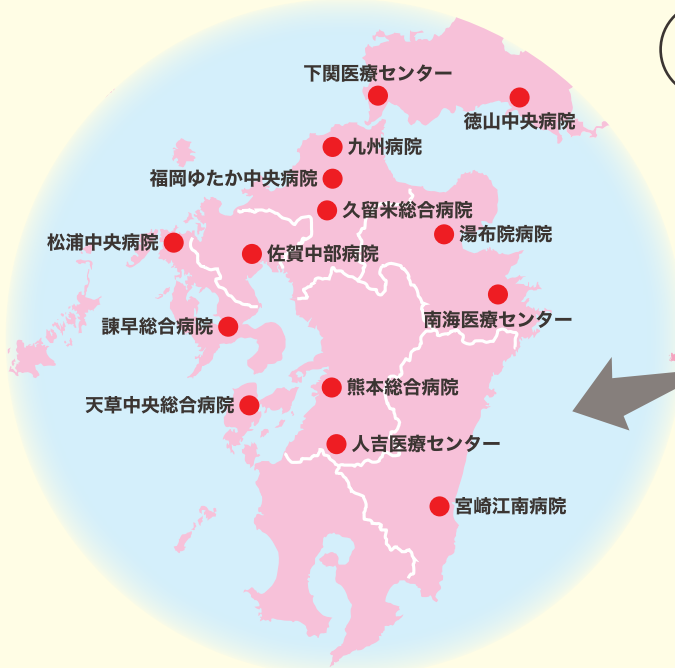 下関医療センター
徳山中央病院
九州病院
福岡ゆたか中央病院
久留米総合病院
湯布院病院
松浦中央病院
佐賀中部病院
南海医療センター
諫早総合病院
熊本総合病院
天草中央総合病院
人吉医療センター
宮崎江南病院